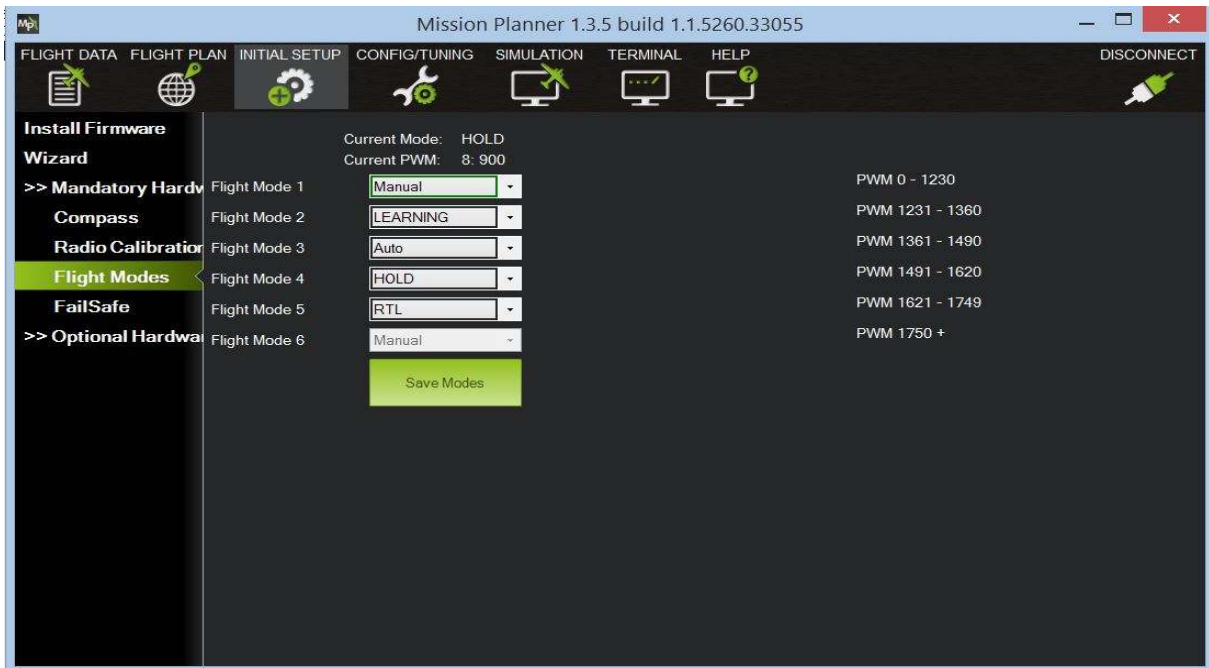 Mission Planner 1.3.5 build 1.1.5260.33055
FLIGHT DATA FLIGHT PLAN INITIAL SETUP CONFIG/TUNING SIMULATION TERMINAL HELP DISCONNECT
Install Firmware
Wizard
>> Mandatory Hardw
Compass
Radio Calibration
Flight Modes
FailSafe
>> Optional Hardwa
Current Mode: HOLD
Current PWM: 8: 900
Flight Mode 1 Manual PWM 0 - 1230
Flight Mode 2 LEARNING PWM 1231 - 1360
Flight Mode 3 Auto PWM 1361 - 1490
Flight Mode 4 HOLD PWM 1491 - 1620
Flight Mode 5 RTL PWM 1621 - 1749
Flight Mode 6 Manual PWM 1750 +
Save Modes